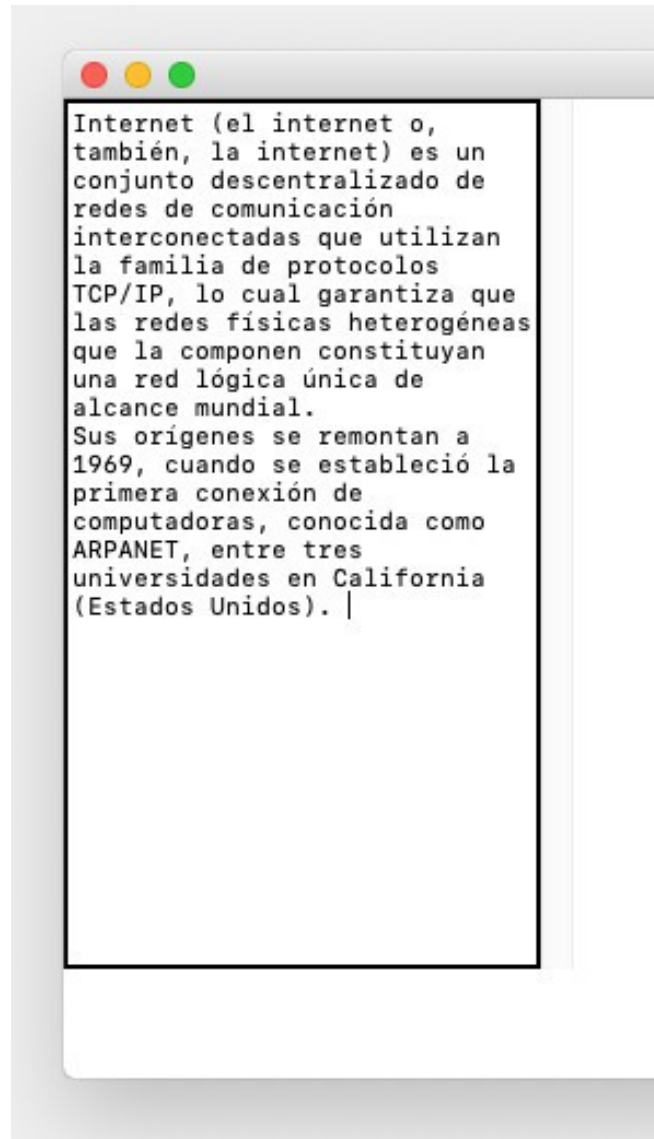 Internet (el internet o,
también, la internet) es un
conjunto descentralizado de
redes de comunicación
interconectadas que utilizan
la familia de protocolos
TCP/IP, lo cual garantiza que
las redes físicas heterogéneas
que la componen constituyan
una red lógica única de
alcance mundial.
Sus orígenes se remontan a
1969, cuando se estableció la
primera conexión de
computadoras, conocida como
ARPANET, entre tres
universidades en California
(Estados Unidos).